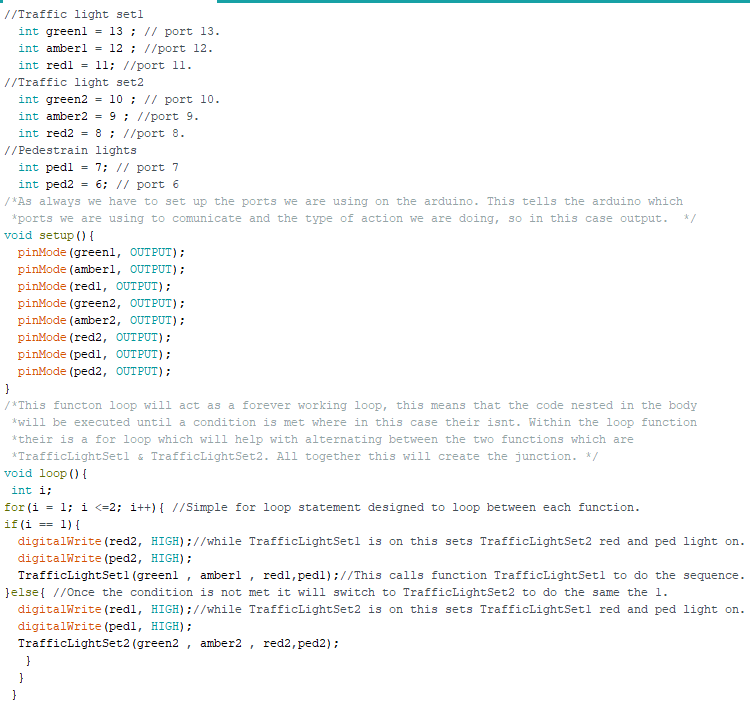 //Traffic light set1
int green1 = 13 ; // port 13.
int amber1 = 12 ; //port 12.
int red1 = 11; //port 11.
//Traffic light set2
int green2 = 10 ; // port 10.
int amber2 = 9 ; //port 9.
int red2 = 8 ; //port 8.
//Pedestrain lights
int ped1 = 7; // port 7
int ped2 = 6; // port 6
/*As always we have to set up the ports we are using on the arduino. This tells the arduino which
*ports we are using to comunicate and the type of action we are doing, so in this case output.  */
void setup(){
pinMode(green1, OUTPUT);
pinMode(amber1, OUTPUT);
pinMode(red1, OUTPUT);
pinMode(green2, OUTPUT);
pinMode(amber2, OUTPUT);
pinMode(red2, OUTPUT);
pinMode(ped1, OUTPUT);
pinMode(ped2, OUTPUT);
}
/*This functon loop will act as a forever working loop, this means that the code nested in the body
*will be executed until a condition is met where in this case their isnt. Within the loop function
*their is a for loop which will help with alternating between the two functions which are
*TrafficLightSet1 & TrafficLightSet2. All together this will create the junction. */
void loop(){
int i;
for(i = 1; i <=2; i++){ //Simple for loop statement designed to loop between each function.
if(i == 1){
digitalWrite(red2, HIGH);//while TrafficLightSet1 is on this sets TrafficLightSet2 red and ped light on.
digitalWrite(ped2, HIGH);
TrafficLightSet1(green1 , amber1 , red1,ped1);//This calls function TrafficLightSet1 to do the sequence.
}else{ //Once the condition is not met it will switch to TrafficLightSet2 to do the same the 1.
digitalWrite(red1, HIGH);//while TrafficLightSet2 is on this sets TrafficLightSet1 red and ped light on.
digitalWrite(ped1, HIGH);
TrafficLightSet2(green2 , amber2 , red2,ped2);
}
}
}